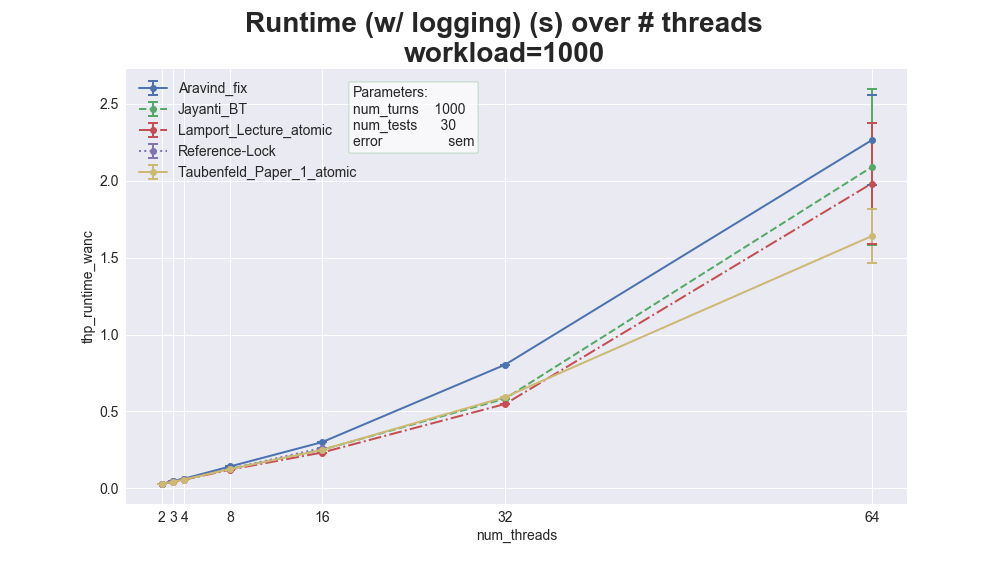 Runtime (w/ logging) (s) over # threads
workload=1000
Aravind_fix
Jayanti_BT
Lamport_Lecture_atomic
Reference-Lock
Taubenfeld_Paper_1_atomic
Parameters:
num_turns 1000
num_tests 30
error sem
thp_runtime_wanc
2.5
2.0
1.5
1.0
0.5
0.0
2 3 4 8 16 32 64
num_threads